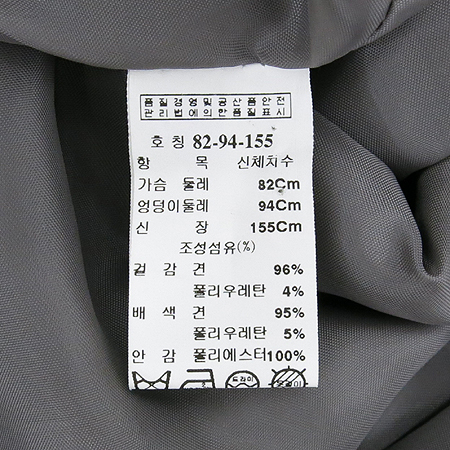 품질경영및공산품안전
관리법에의한품질표시
호 칭 82-94-155
항 목 신체치수
가슴 둘레 82Cm
엉덩이둘레 94Cm
신 장 155Cm
조성섬유(%)
겉 감 견 96%
폴리우레탄 4%
배 색 견 95%
폴리우레탄 5%
안 감 폴리에스터100%
드라이